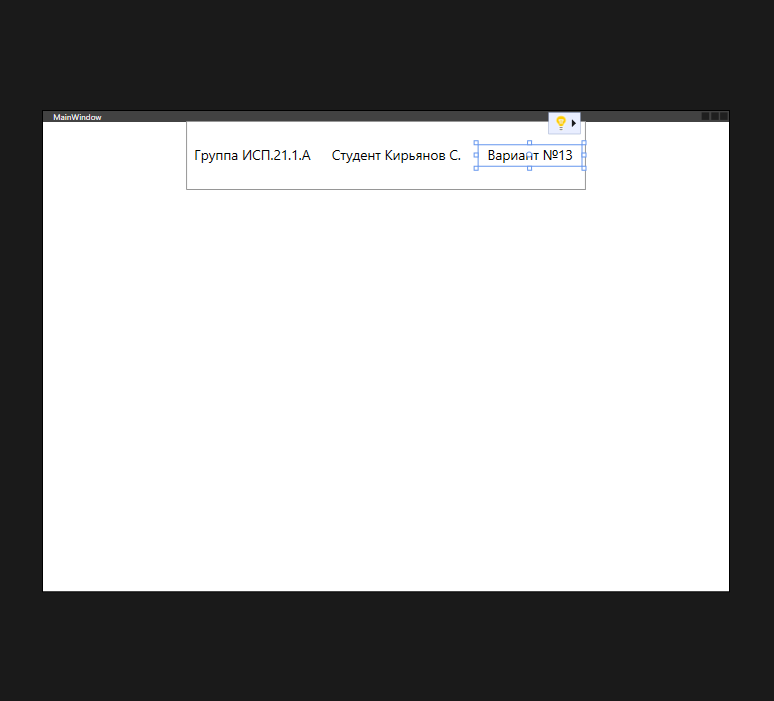 MainWindow
Группа ИСП.21.1.А Студент Кирьянов С. Вариант №13